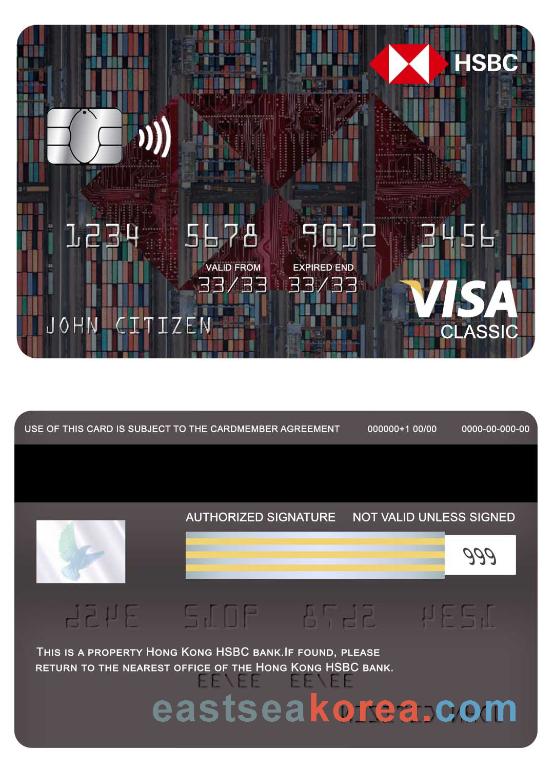 HSBC
1234 5678 9012 3456
VALID FROM EXPIRED END
33/33 33/33
VISA
JOHN CITIZEN
CLASSIC
USE OF THIS CARD IS SUBJECT TO THE CARDMEMBER AGREEMENT 000000+1 00/00 0000-00-000-00
AUTHORIZED SIGNATURE NOT VALID UNLESS SIGNED
999
THIS IS A PROPERTY HONG KONG HSBC BANK.IF FOUND, PLEASE
RETURN TO THE NEAREST OFFICE OF THE HONG KONG HSBC BANK.
eastseakorea.com